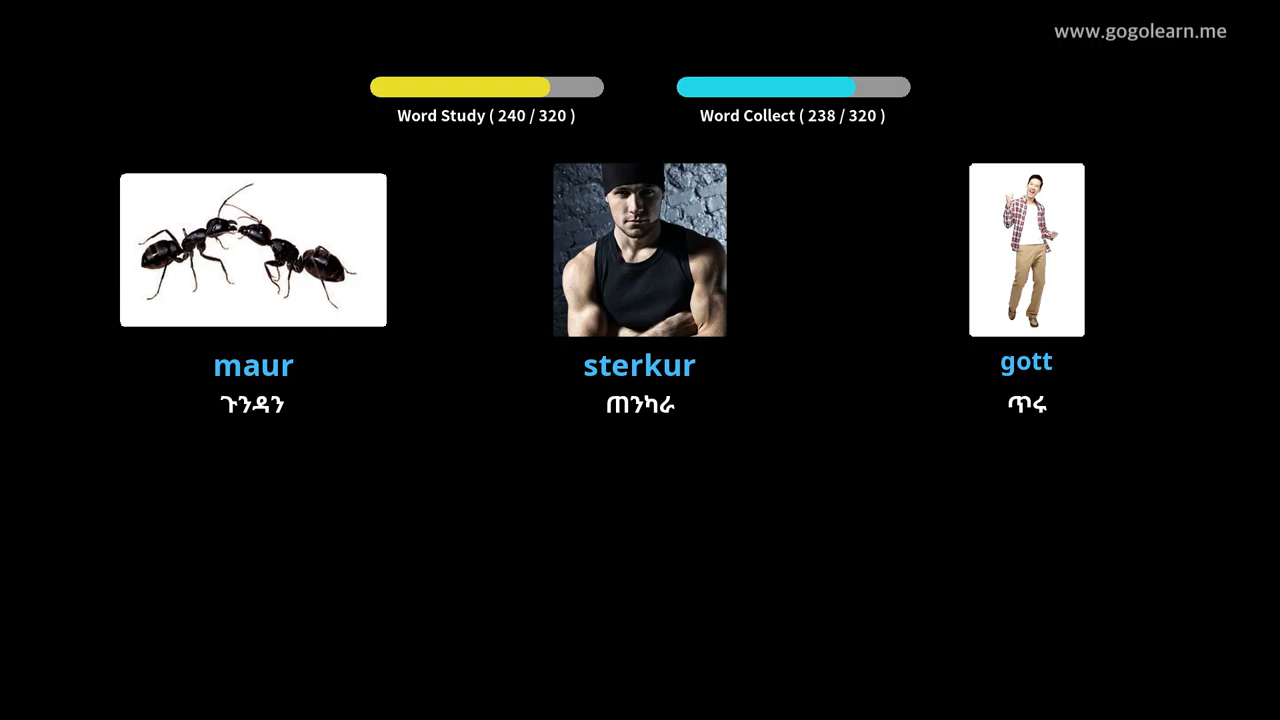 www.gogolearn.me
Word Study ( 240 / 320 )
Word Collect ( 238 / 320 )
maur
sterkur
gott
ጉንዳን
ጠንካራ
ጥሩ